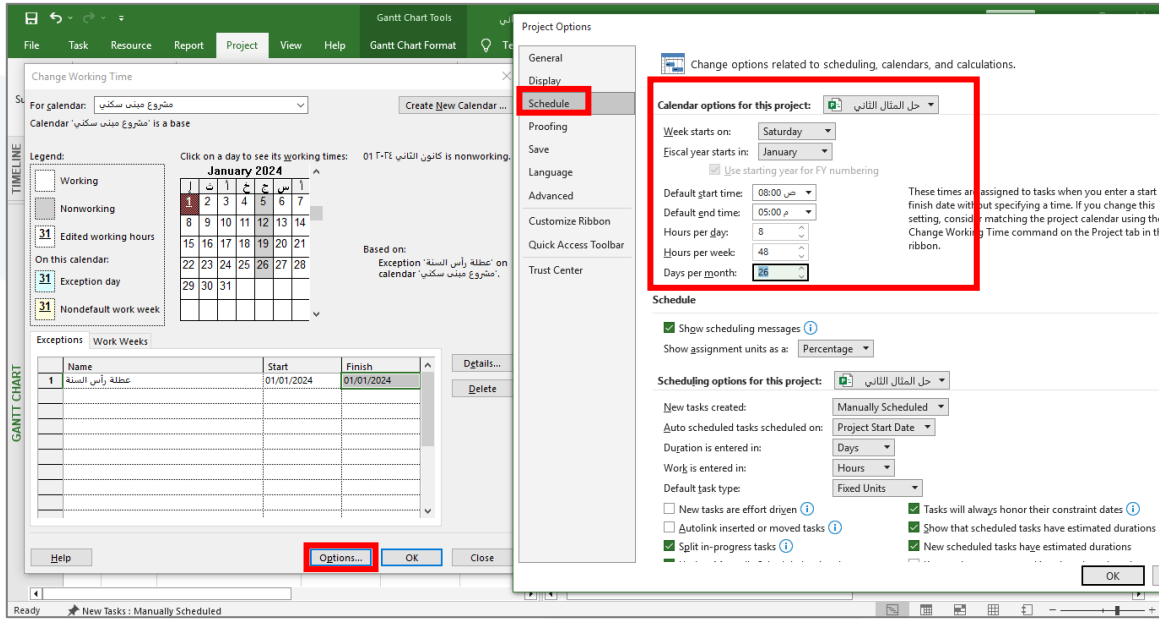 Gantt Chart Tools
File Task Resource Report Project View Help Gantt Chart Format
Change Working Time
For calendar: مشروع مبنى سكني
Create New Calendar ...
Calendar 'مشروع مبنى سكني' is a base
Legend:
Working
Nonworking
31 Edited working hours
On this calendar:
31 Exception day
31 Nondefault work week
Click on a day to see its working times:
January 2024
ل ث أ خ ج س أ
1 2 3 4 5 6 7
8 9 10 11 12 13 14
15 16 17 18 19 20 21
22 23 24 25 26 27 28
29 30 31
01 كانون الثاني ٢٠٢٤ is nonworking.
Based on:
Exception 'عطلة رأس السنة' on
calendar 'مشروع مبنى سكني'.
Exceptions Work Weeks
Name Start Finish
1 عطلة رأس السنة 01/01/2024 01/01/2024
Details...
Delete
Help Options... OK Close
TIMELINE
GANTT CHART
Ready New Tasks : Manually Scheduled
Project Options
General
Display
Schedule
Proofing
Save
Language
Advanced
Customize Ribbon
Quick Access Toolbar
Trust Center
Change options related to scheduling, calendars, and calculations.
Calendar options for this project: حل المثال الثاني
Week starts on: Saturday
Fiscal year starts in: January
Use starting year for FY numbering
Default start time: 08:00 ص
Default end time: 05:00 م
Hours per day: 8
Hours per week: 48
Days per month: 26
These times are assigned to tasks when you enter a start
finish date without specifying a time. If you change this
setting, consider matching the project calendar using the
Change Working Time command on the Project tab in th
ribbon.
Schedule
Show scheduling messages
Show assignment units as a: Percentage
Scheduling options for this project: حل المثال الثاني
New tasks created: Manually Scheduled
Auto scheduled tasks scheduled on: Project Start Date
Duration is entered in: Days
Work is entered in: Hours
Default task type: Fixed Units
New tasks are effort driven
Tasks will always honor their constraint dates
Autolink inserted or moved tasks
Show that scheduled tasks have estimated durations
Split in-progress tasks
New scheduled tasks have estimated durations
OK